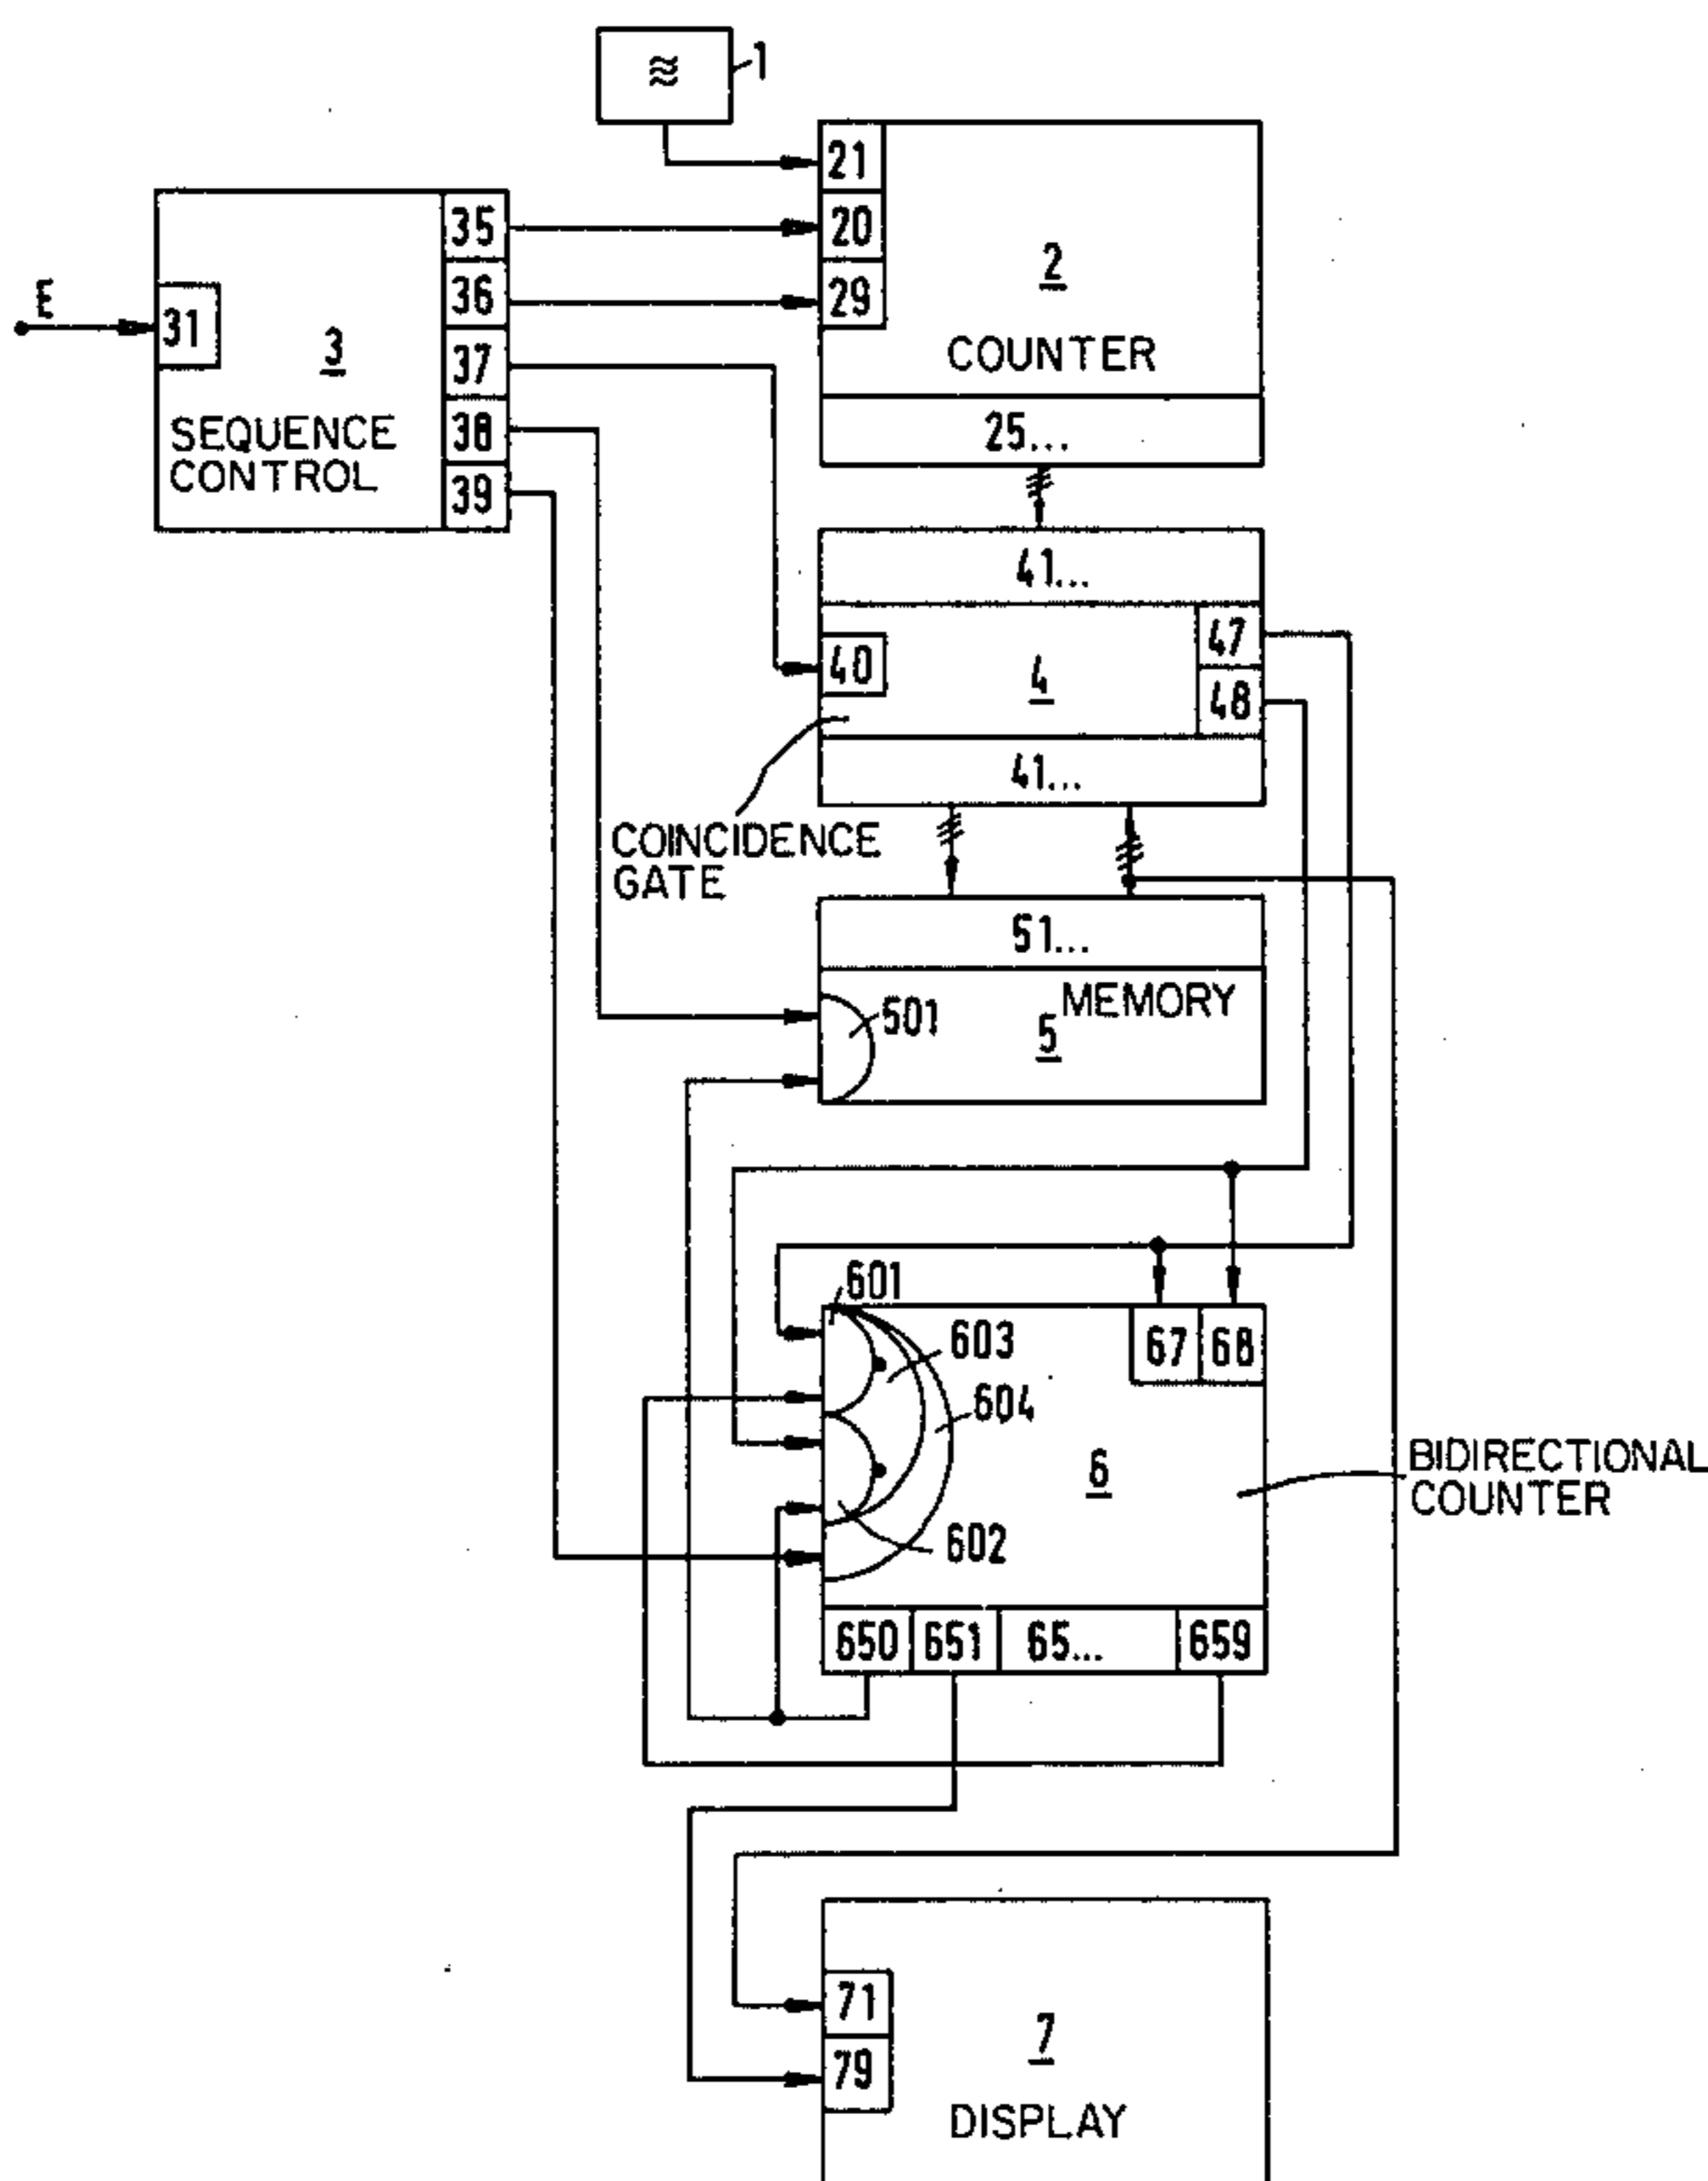 ≋ 1
21
35 20 2
E 36 29
31 3 37 COUNTER
SEQUENCE 38 25...
CONTROL 39
41...
47
40 4
48
41...
COINCIDENCE
GATE
51...
MEMORY
501 5
601
603 67 68
604
6 BIDIRECTIONAL
COUNTER
602
650 651 65... 659
71
7
79
DISPLAY